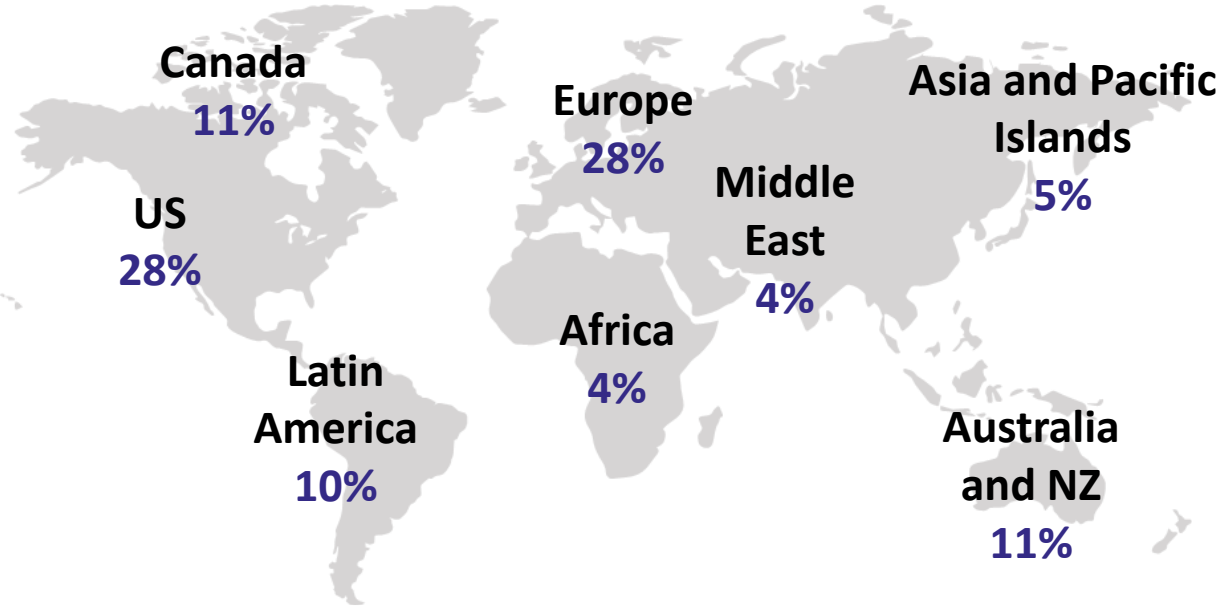 Canada
11%
US
28%
Latin
America
10%
Europe
28%
Africa
4%
Middle
East
4%
Asia and Pacific
Islands
5%
Australia
and NZ
11%